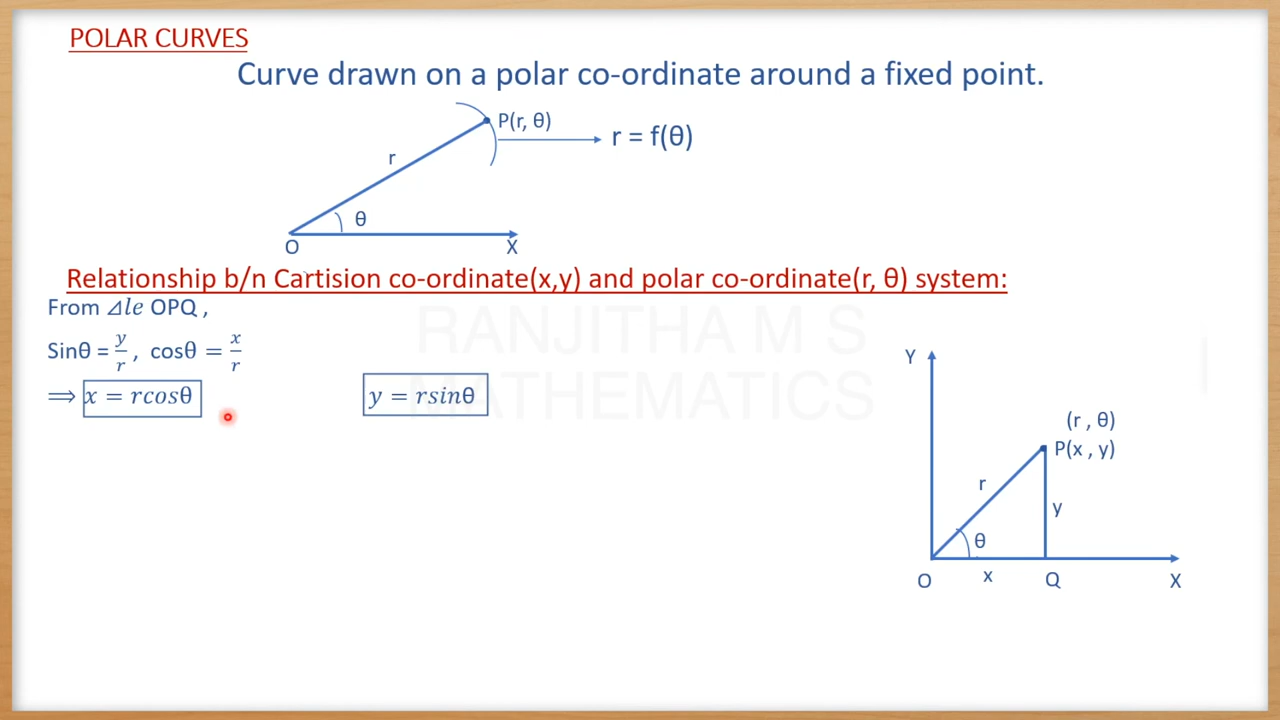 POLAR CURVES
Curve drawn on a polar co-ordinate around a fixed point.
P(r, θ)
r = f(θ)
r
θ
O
X
Relationship b/n Cartision co-ordinate(x,y) and polar co-ordinate(r, θ) system:
From ⊿le OPQ ,
Sinθ = y/r , cosθ = x/r
⟹ x = rcosθ y = rsinθ
RANJITHA M S
MATHEMATICS
Y
(r , θ)
P(x , y)
r
y
θ
O
x
Q
X